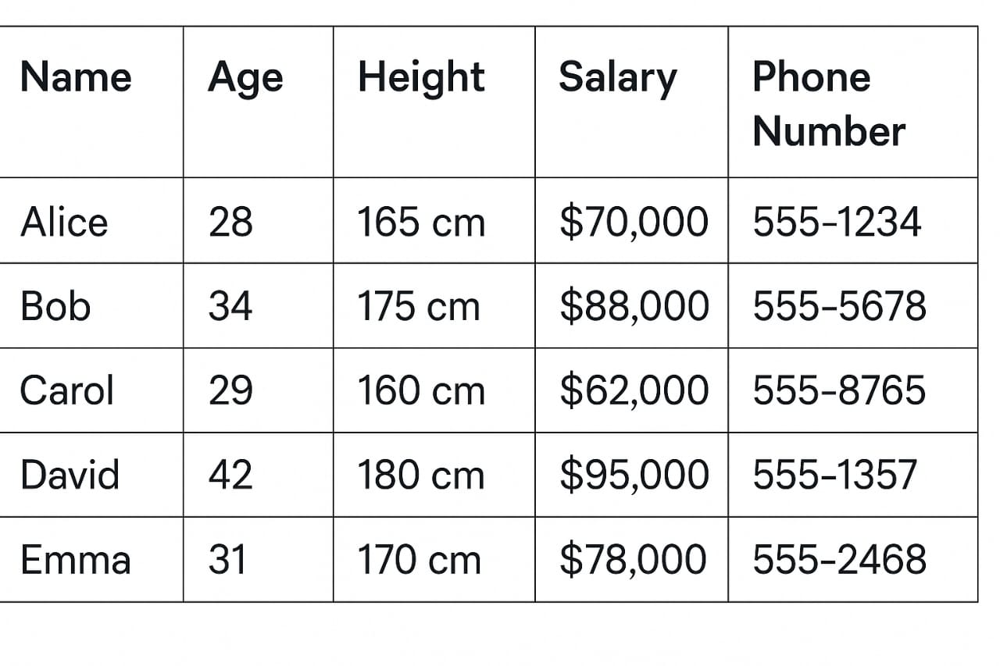 Name Age Height Salary Phone
Number
Alice 28 165 cm $70,000 555-1234
Bob 34 175 cm $88,000 555-5678
Carol 29 160 cm $62,000 555-8765
David 42 180 cm $95,000 555-1357
Emma 31 170 cm $78,000 555-2468